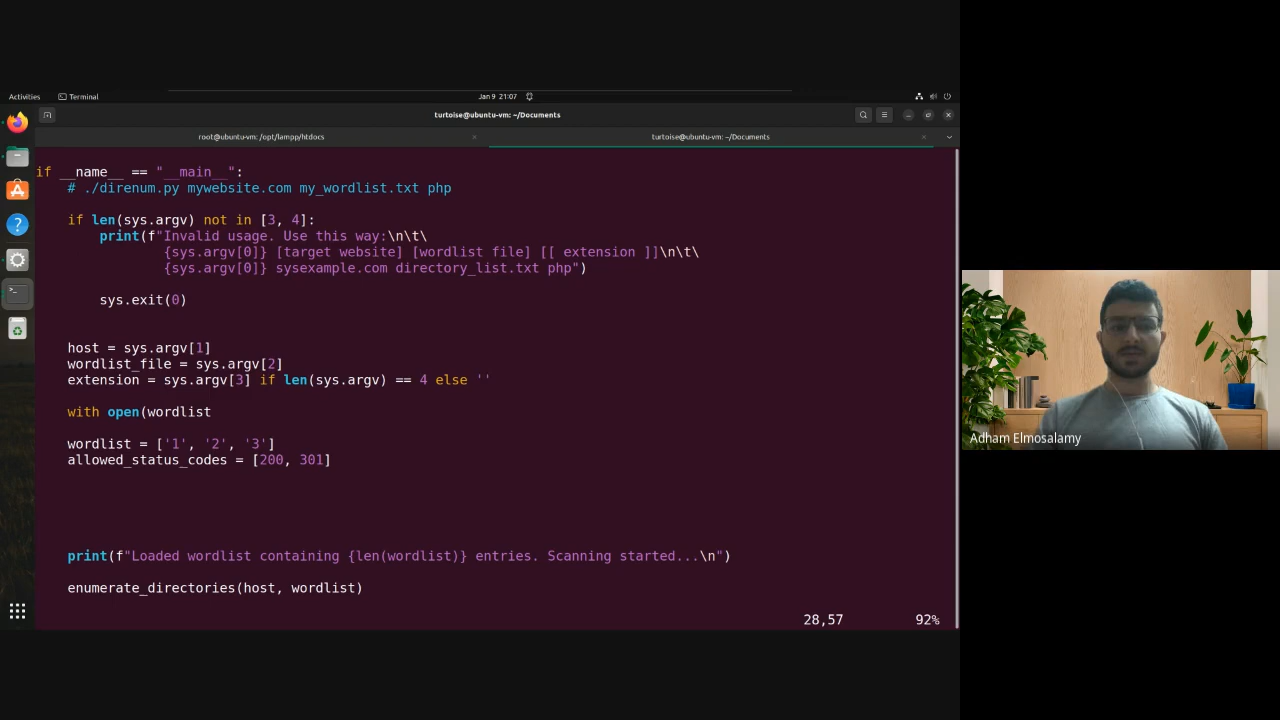 Activities
Terminal
Jan 9 21:07
turtoise@ubuntu-vm: ~/Documents
root@ubuntu-vm: /opt/lampp/htdocs
turtoise@ubuntu-vm: ~/Documents
if __name__ == "__main__":
# ./direnum.py mywebsite.com my_wordlist.txt php
if len(sys.argv) not in [3, 4]:
print(f"Invalid usage. Use this way:\n\t\
{sys.argv[0]} [target website] [wordlist file] [[ extension ]]\n\t\
{sys.argv[0]} sysexample.com directory_list.txt php")
sys.exit(0)
host = sys.argv[1]
wordlist_file = sys.argv[2]
extension = sys.argv[3] if len(sys.argv) == 4 else ''
with open(wordlist
wordlist = ['1', '2', '3']
allowed_status_codes = [200, 301]
print(f"Loaded wordlist containing {len(wordlist)} entries. Scanning started...\n")
enumerate_directories(host, wordlist)
28,57
92%
Adham Elmosalamy